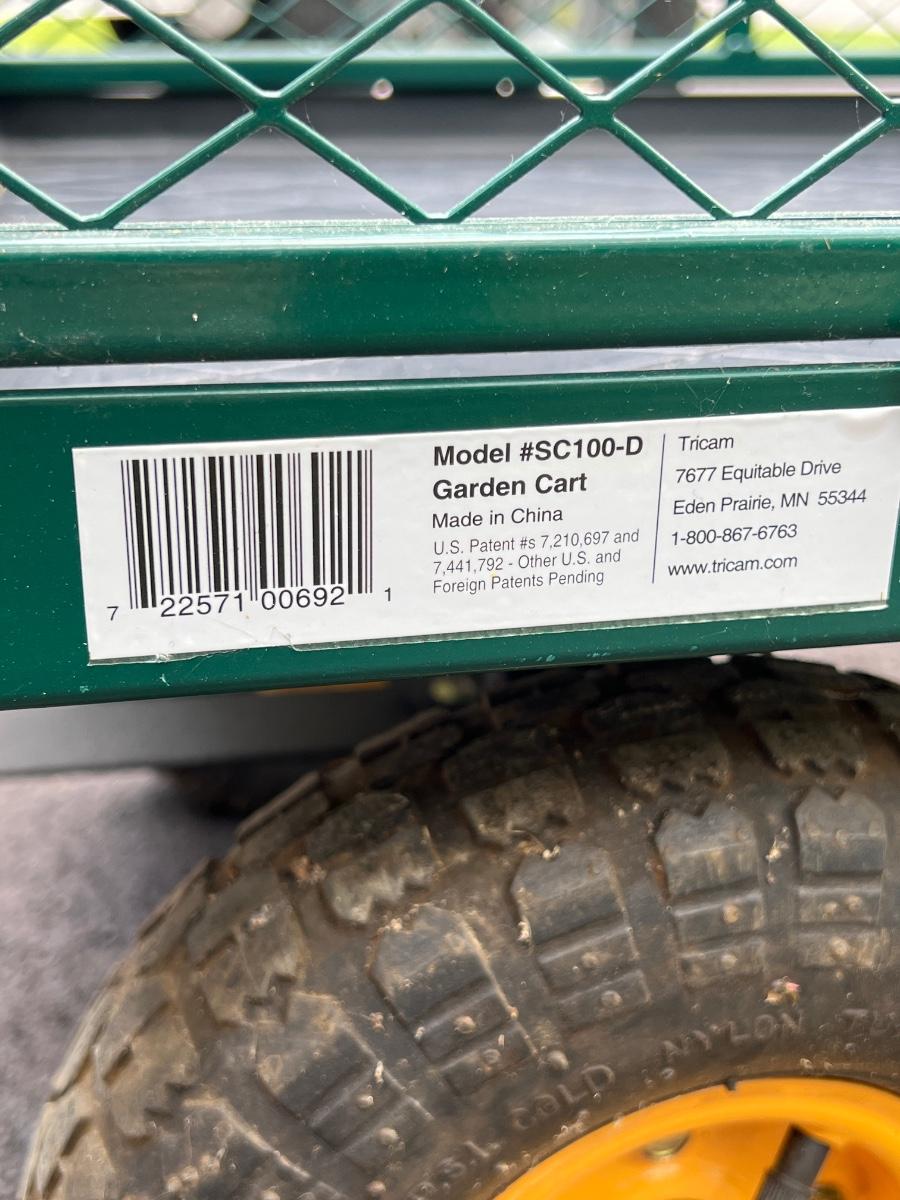 Model #SC100-D
Garden Cart
Made in China
U.S. Patent #s 7,210,697 and
7,441,792 - Other U.S. and
Foreign Patents Pending
Tricam
7677 Equitable Drive
Eden Prairie, MN 55344
1-800-867-6763
www.tricam.com
7 22571 00692 1
COLD NYLON